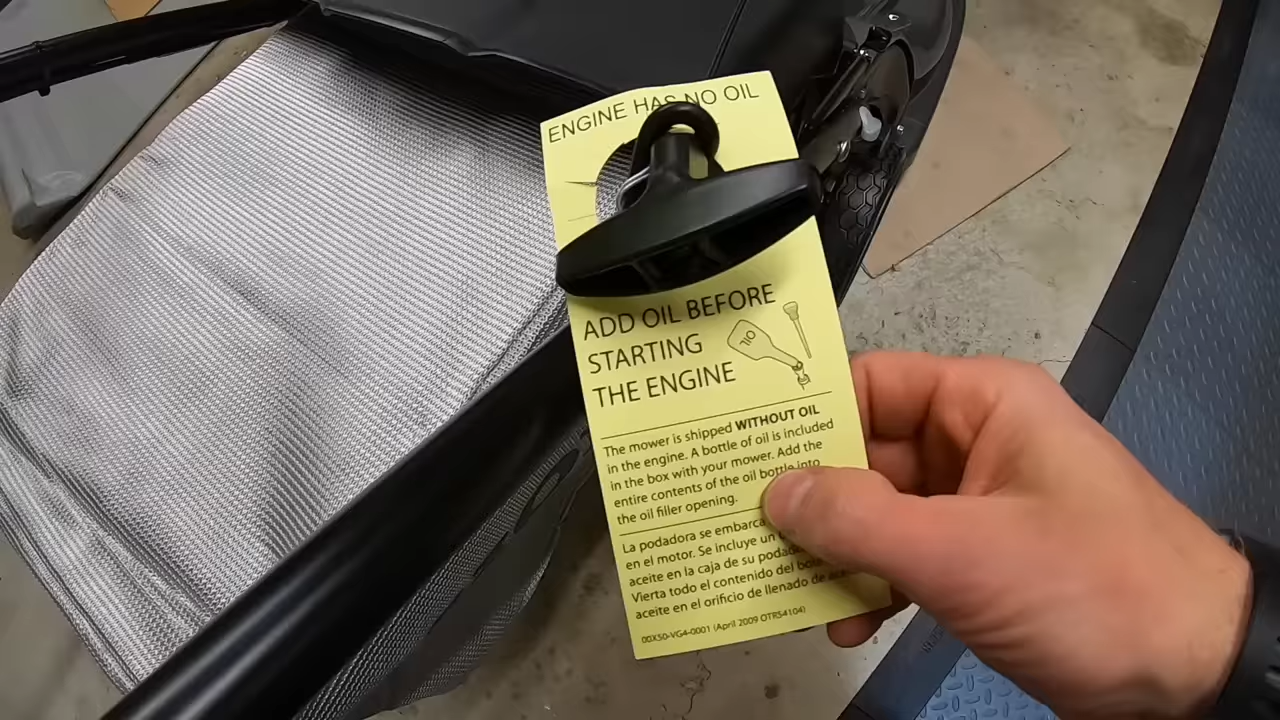 ENGINE HAS NO OIL
ADD OIL BEFORE
STARTING
THE ENGINE
OIL
The mower is shipped WITHOUT OIL
in the engine. A bottle of oil is included
in the box with your mower. Add the
entire contents of the oil bottle into
the oil filler opening.
La podadora se embarca
en el motor. Se incluye un
aceite en la caja de su
Vierta todo el contenido del
aceite en el orificio de llenado de
00X50-VG4-0001 (April 2009 OTRS4104)